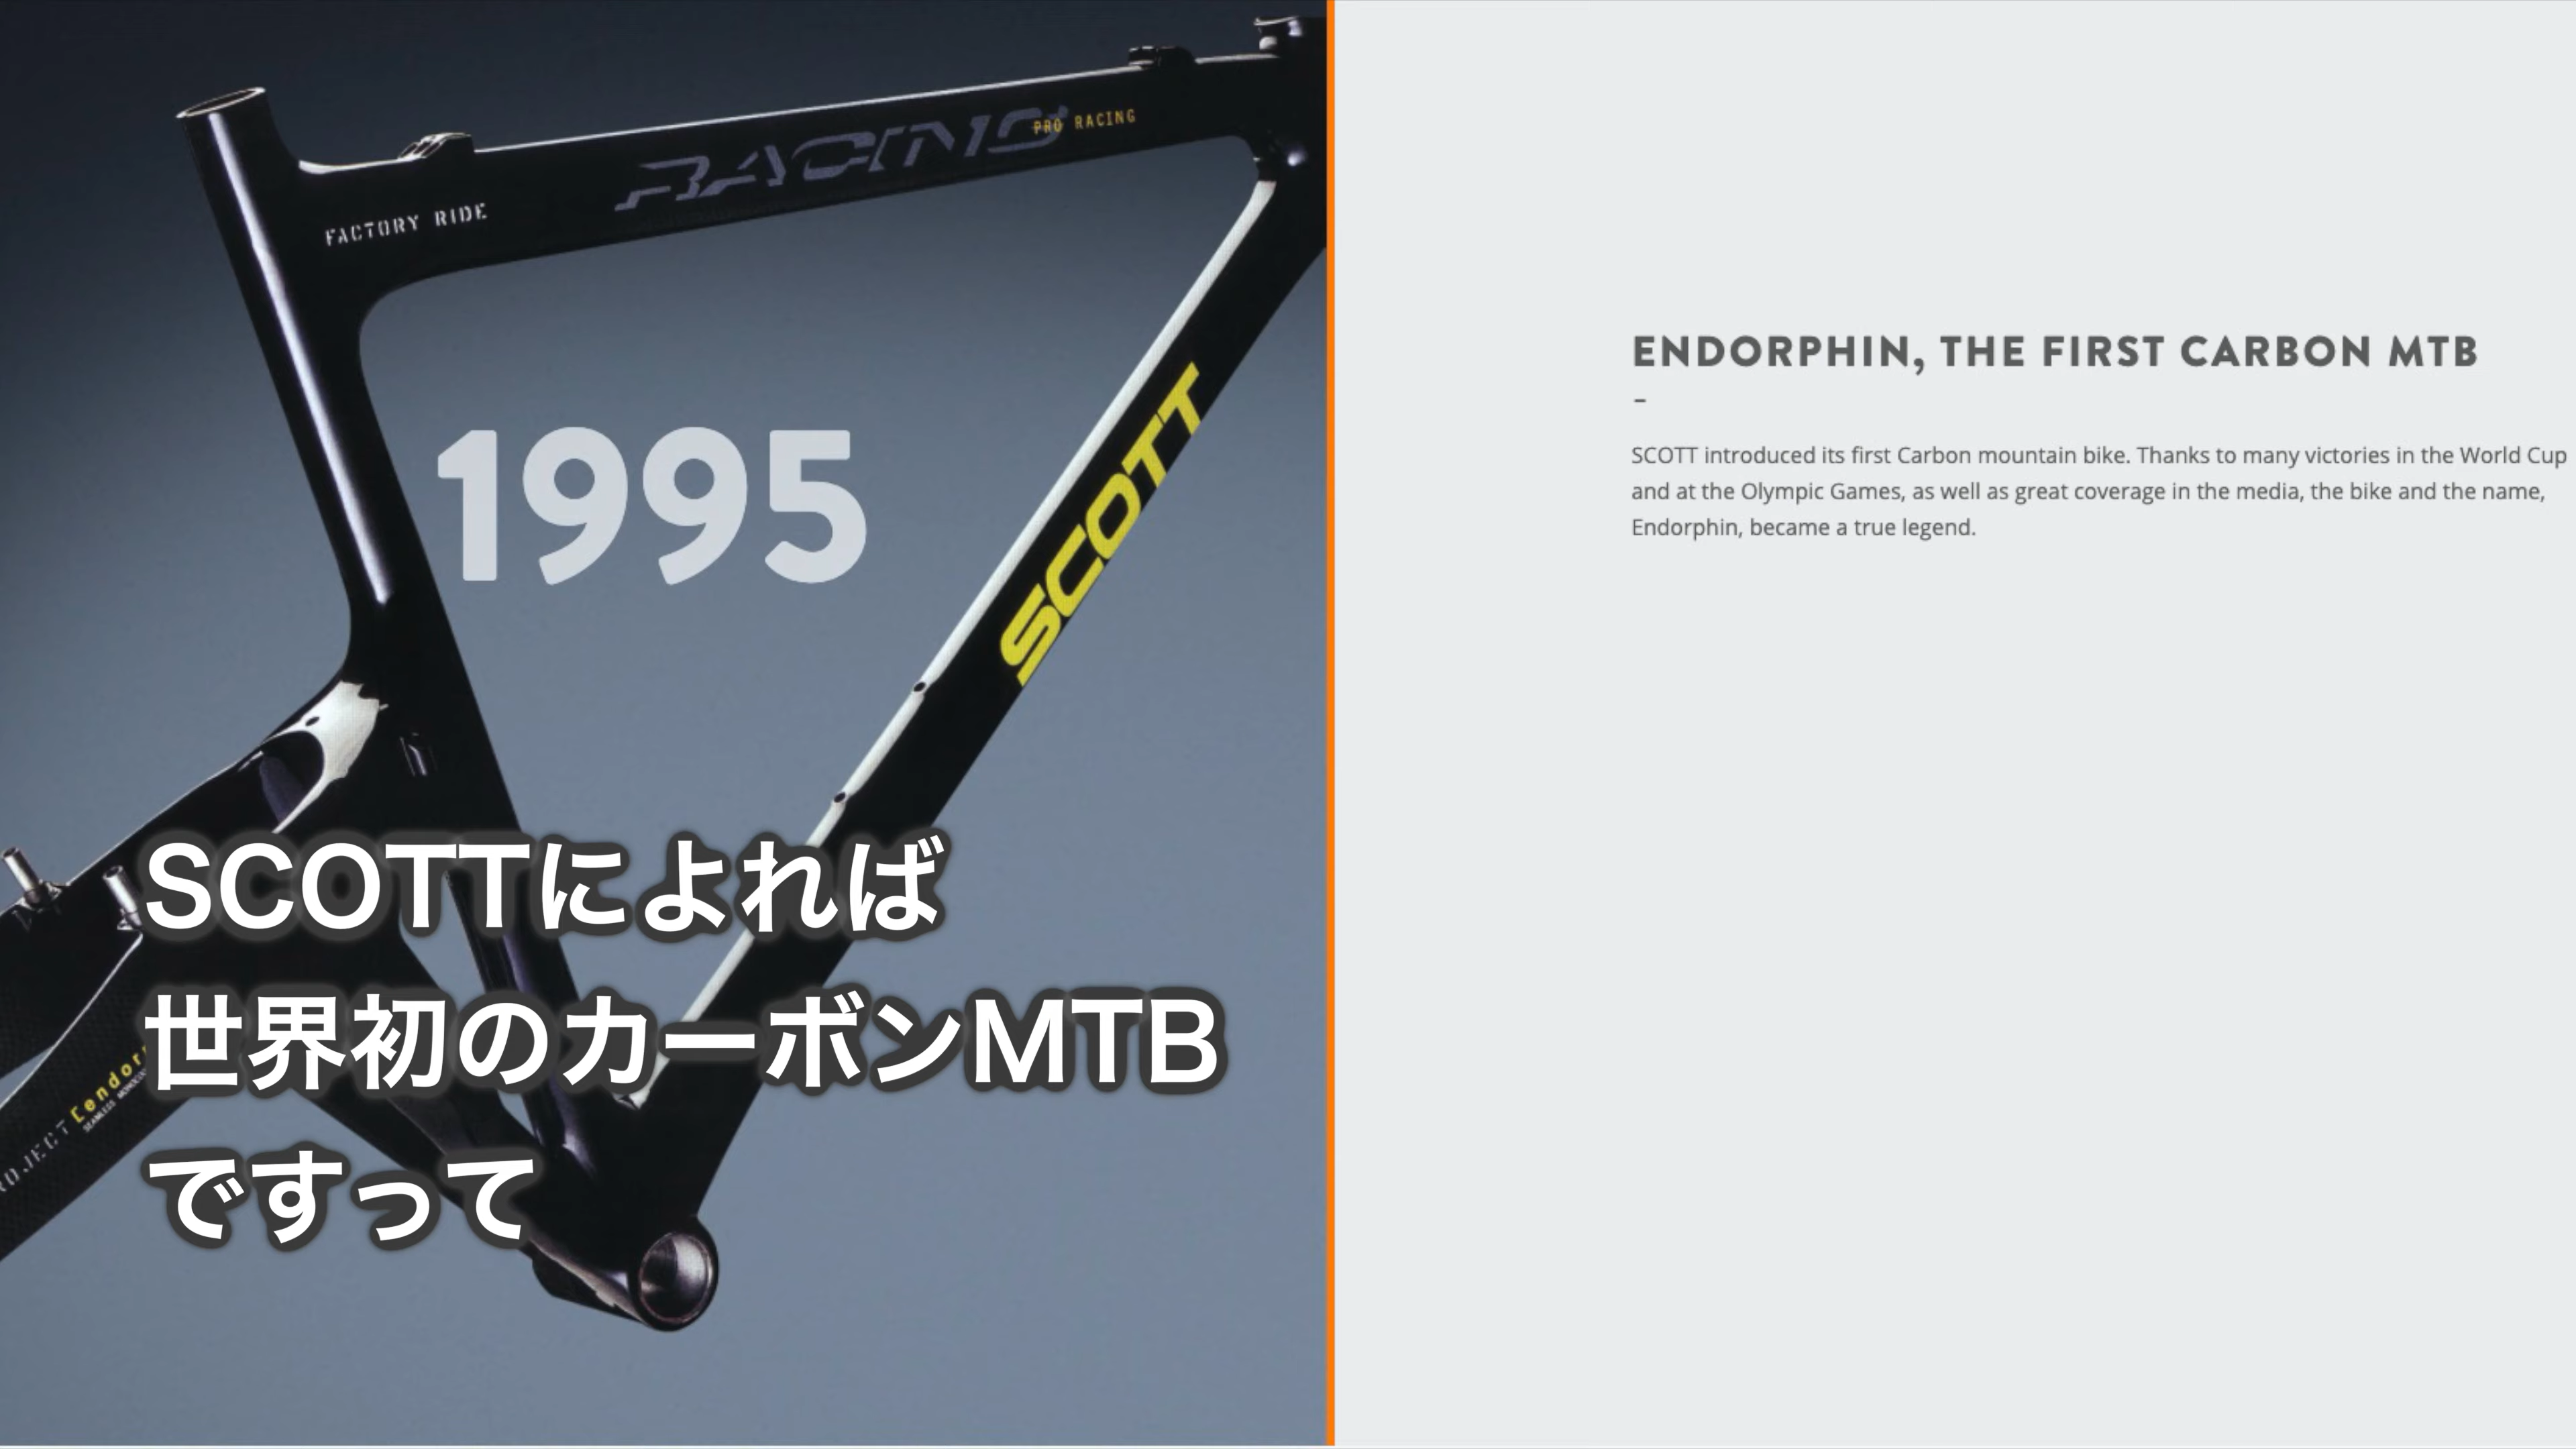 RACING
PRO RACING
FACTORY RIDE
1995
SCOTT
SCOTTによれば
世界初のカーボンMTB
ですって
ENDORPHIN, THE FIRST CARBON MTB
–
SCOTT introduced its first Carbon mountain bike. Thanks to many victories in the World Cup
and at the Olympic Games, as well as great coverage in the media, the bike and the name,
Endorphin, became a true legend.